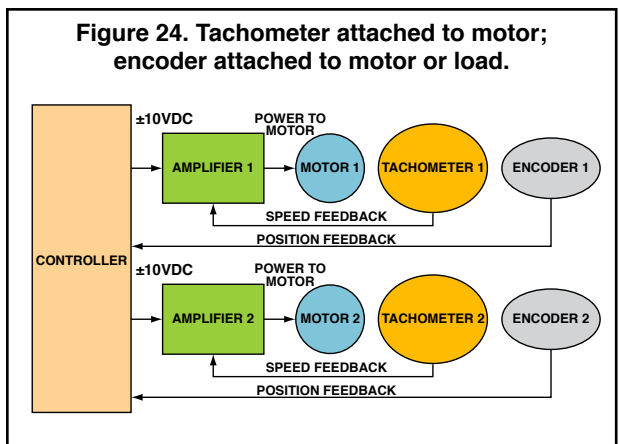 Figure 24. Tachometer attached to motor;
encoder attached to motor or load.
±10VDC
POWER TO
MOTOR
AMPLIFIER 1
MOTOR 1
TACHOMETER 1
ENCODER 1
SPEED FEEDBACK
POSITION FEEDBACK
CONTROLLER
±10VDC
POWER TO
MOTOR
AMPLIFIER 2
MOTOR 2
TACHOMETER 2
ENCODER 2
SPEED FEEDBACK
POSITION FEEDBACK